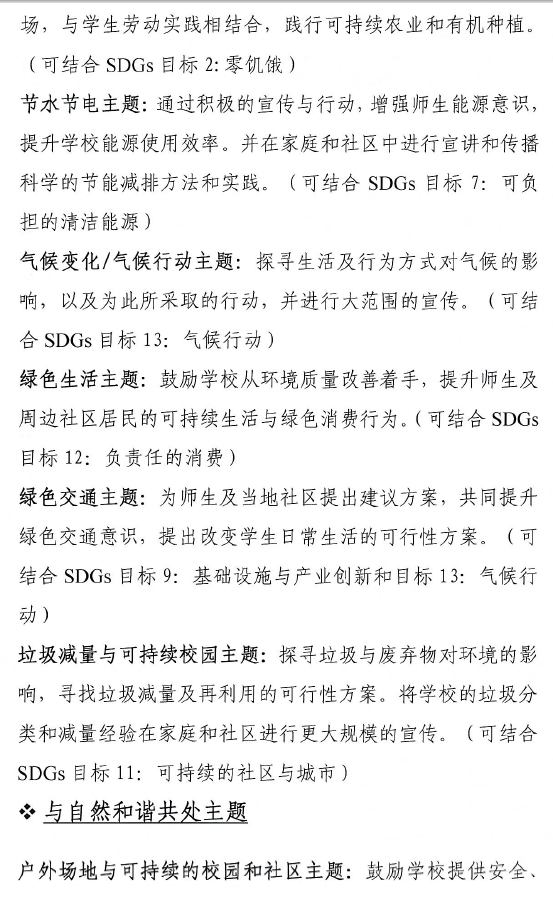 场，与学生劳动实践相结合，践行可持续农业和有机种植。
（可结合 SDGs 目标 2: 零饥饿）
节水节电主题：通过积极的宣传与行动，增强师生能源意识，
提升学校能源使用效率。并在家庭和社区中进行宣讲和传播
科学的节能减排方法和实践。（可结合 SDGs 目标 7：可负
担的清洁能源）
气候变化/气候行动主题：探寻生活及行为方式对气候的影
响，以及为此所采取的行动，并进行大范围的宣传。（可结
合 SDGs 目标 13：气候行动）
绿色生活主题：鼓励学校从环境质量改善着手，提升师生及
周边社区居民的可持续生活与绿色消费行为。（可结合 SDGs
目标 12：负责任的消费）
绿色交通主题：为师生及当地社区提出建议方案，共同提升
绿色交通意识，提出改变学生日常生活的可行性方案。（可
结合 SDGs 目标 9：基础设施与产业创新和目标 13：气候行
动）
垃圾减量与可持续校园主题：探寻垃圾与废弃物对环境的影
响，寻找垃圾减量及再利用的可行性方案。将学校的垃圾分
类和减量经验在家庭和社区进行更大规模的宣传。（可结合
SDGs 目标 11：可持续的社区与城市）
❖ 与自然和谐共处主题
户外场地与可持续的校园和社区主题：鼓励学校提供安全、